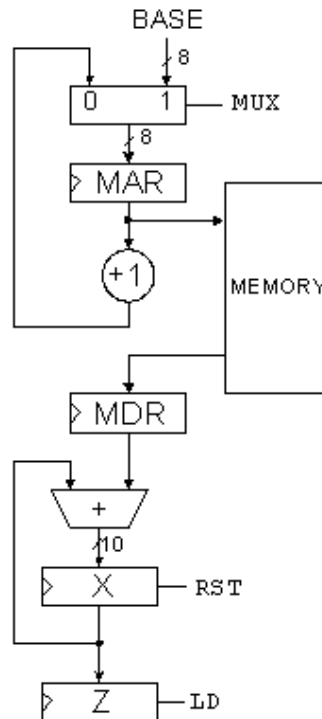 BASE
8
0 1 MUX
8
MAR
+1
MEMORY
MDR
+
10
X RST
Z LD